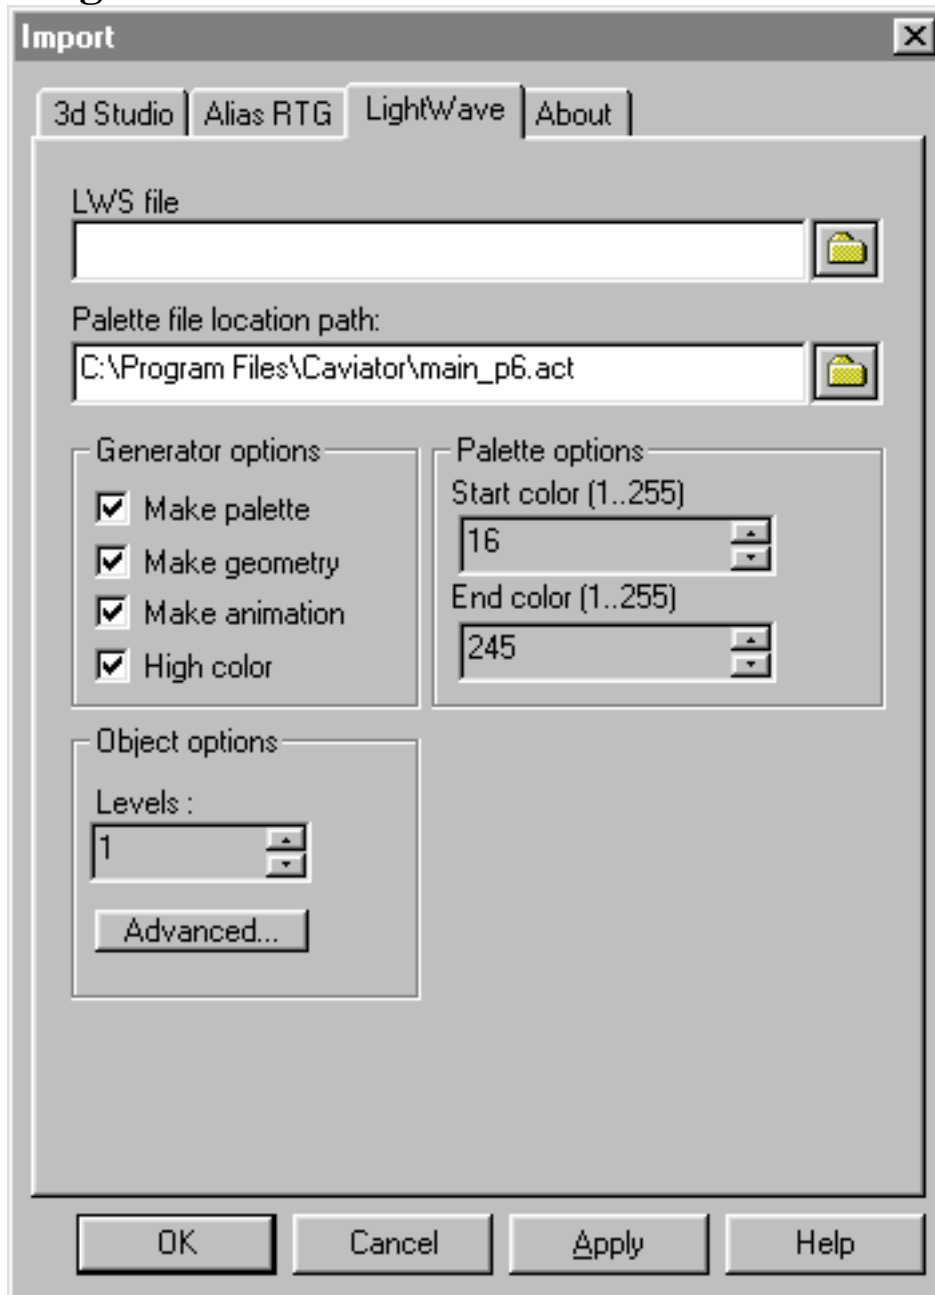 Import
3d Studio Alias RTG LightWave About
LWS file
Palette file location path:
C:\Program Files\Caviator\main_p6.act
Generator options
Make palette
Make geometry
Make animation
High color
Palette options
Start color (1..255)
16
End color (1..255)
245
Object options
Levels :
1
Advanced...
OK Cancel Apply Help